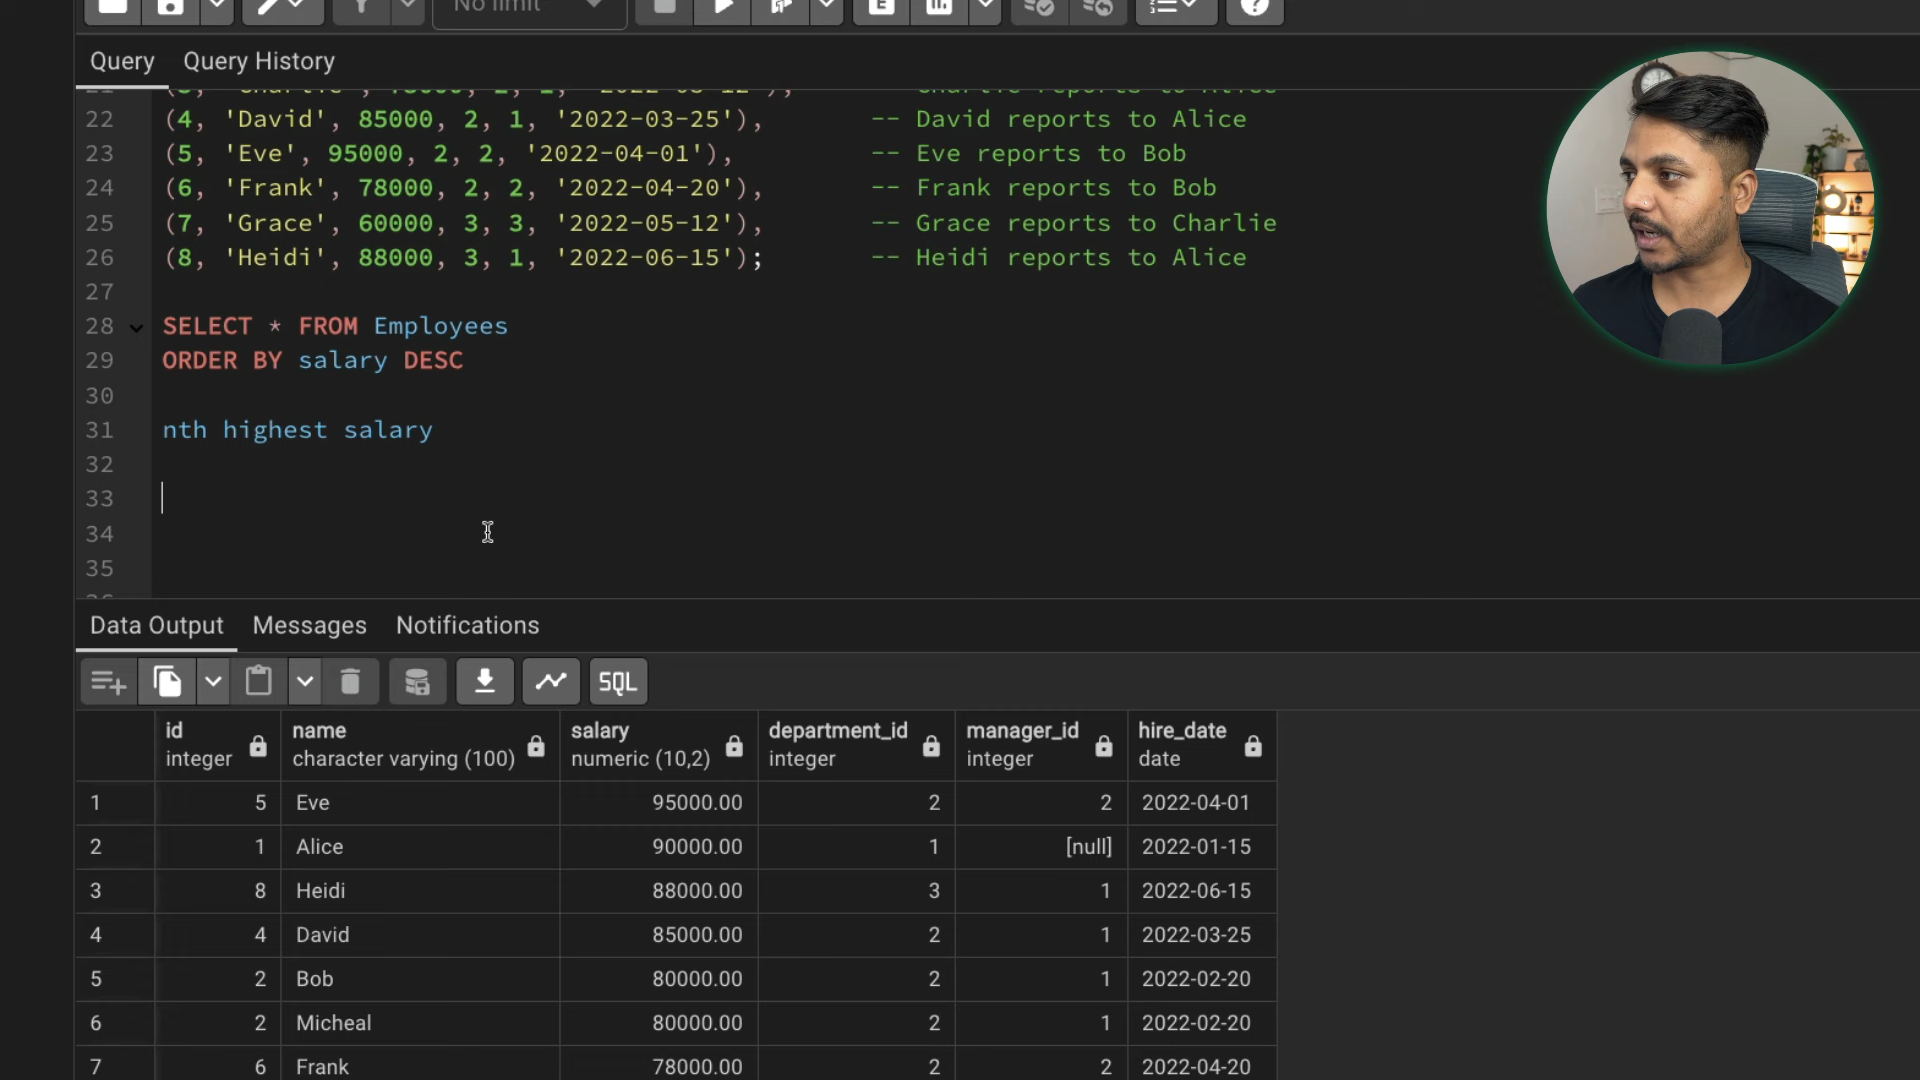 No limit
Query Query History
22 (4, 'David', 85000, 2, 1, '2022-03-25'), -- David reports to Alice
23 (5, 'Eve', 95000, 2, 2, '2022-04-01'), -- Eve reports to Bob
24 (6, 'Frank', 78000, 2, 2, '2022-04-20'), -- Frank reports to Bob
25 (7, 'Grace', 60000, 3, 3, '2022-05-12'), -- Grace reports to Charlie
26 (8, 'Heidi', 88000, 3, 1, '2022-06-15'); -- Heidi reports to Alice
27
28 SELECT * FROM Employees
29 ORDER BY salary DESC
30
31 nth highest salary
32
33
34
35
Data Output Messages Notifications
SQL
id name salary department_id manager_id hire_date
integer character varying (100) numeric (10,2) integer integer date
1 5 Eve 95000.00 2 2 2022-04-01
2 1 Alice 90000.00 1 [null] 2022-01-15
3 8 Heidi 88000.00 3 1 2022-06-15
4 4 David 85000.00 2 1 2022-03-25
5 2 Bob 80000.00 2 1 2022-02-20
6 2 Micheal 80000.00 2 1 2022-02-20
7 6 Frank 78000.00 2 2 2022-04-20